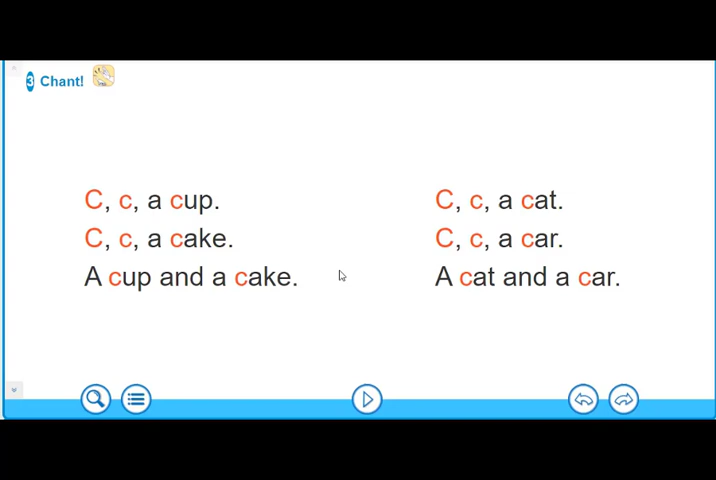 3 Chant!
C, c, a cup.
C, c, a cake.
A cup and a cake.
C, c, a cat.
C, c, a car.
A cat and a car.